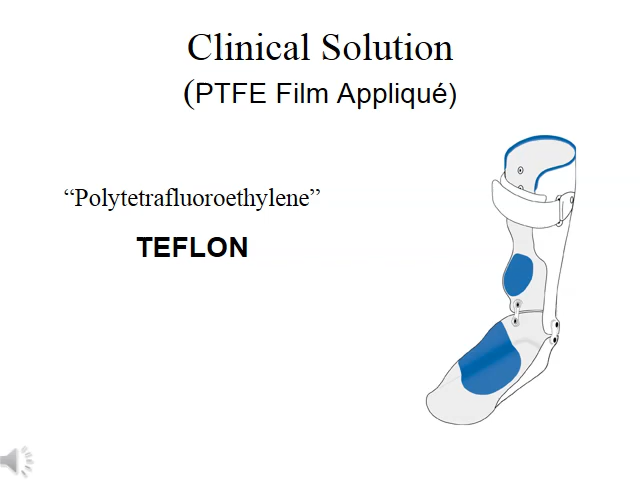 Clinical Solution
(PTFE Film Appliqué)
“Polytetrafluoroethylene”
TEFLON